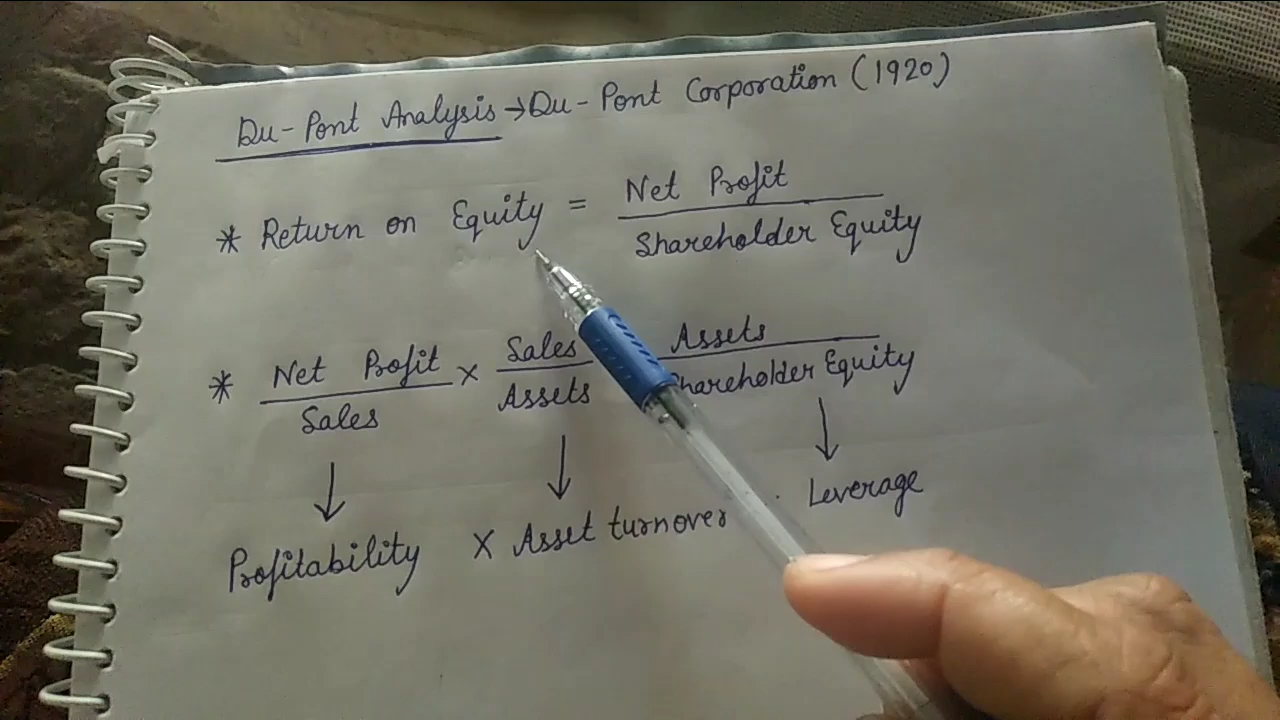 Du-Pont Analysis → Du-Pont Corporation (1920)
* Return on Equity = Net Profit / Shareholder Equity
* Net Profit / Sales × Sales / Assets Assets / Shareholder Equity
↓ ↓ ↓
Profitability × Asset turnover Leverage